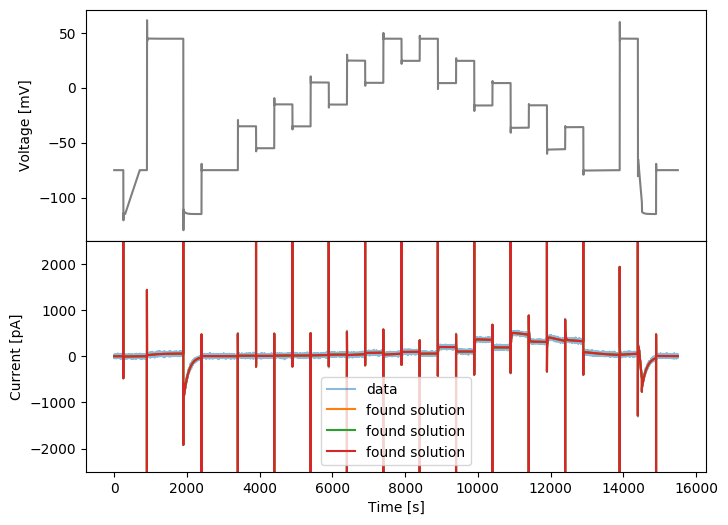 Voltage [mV]
50
0
−50
−100
Current [pA]
2000
1000
0
−1000
−2000
data
found solution
found solution
found solution
0 2000 4000 6000 8000 10000 12000 14000 16000
Time [s]